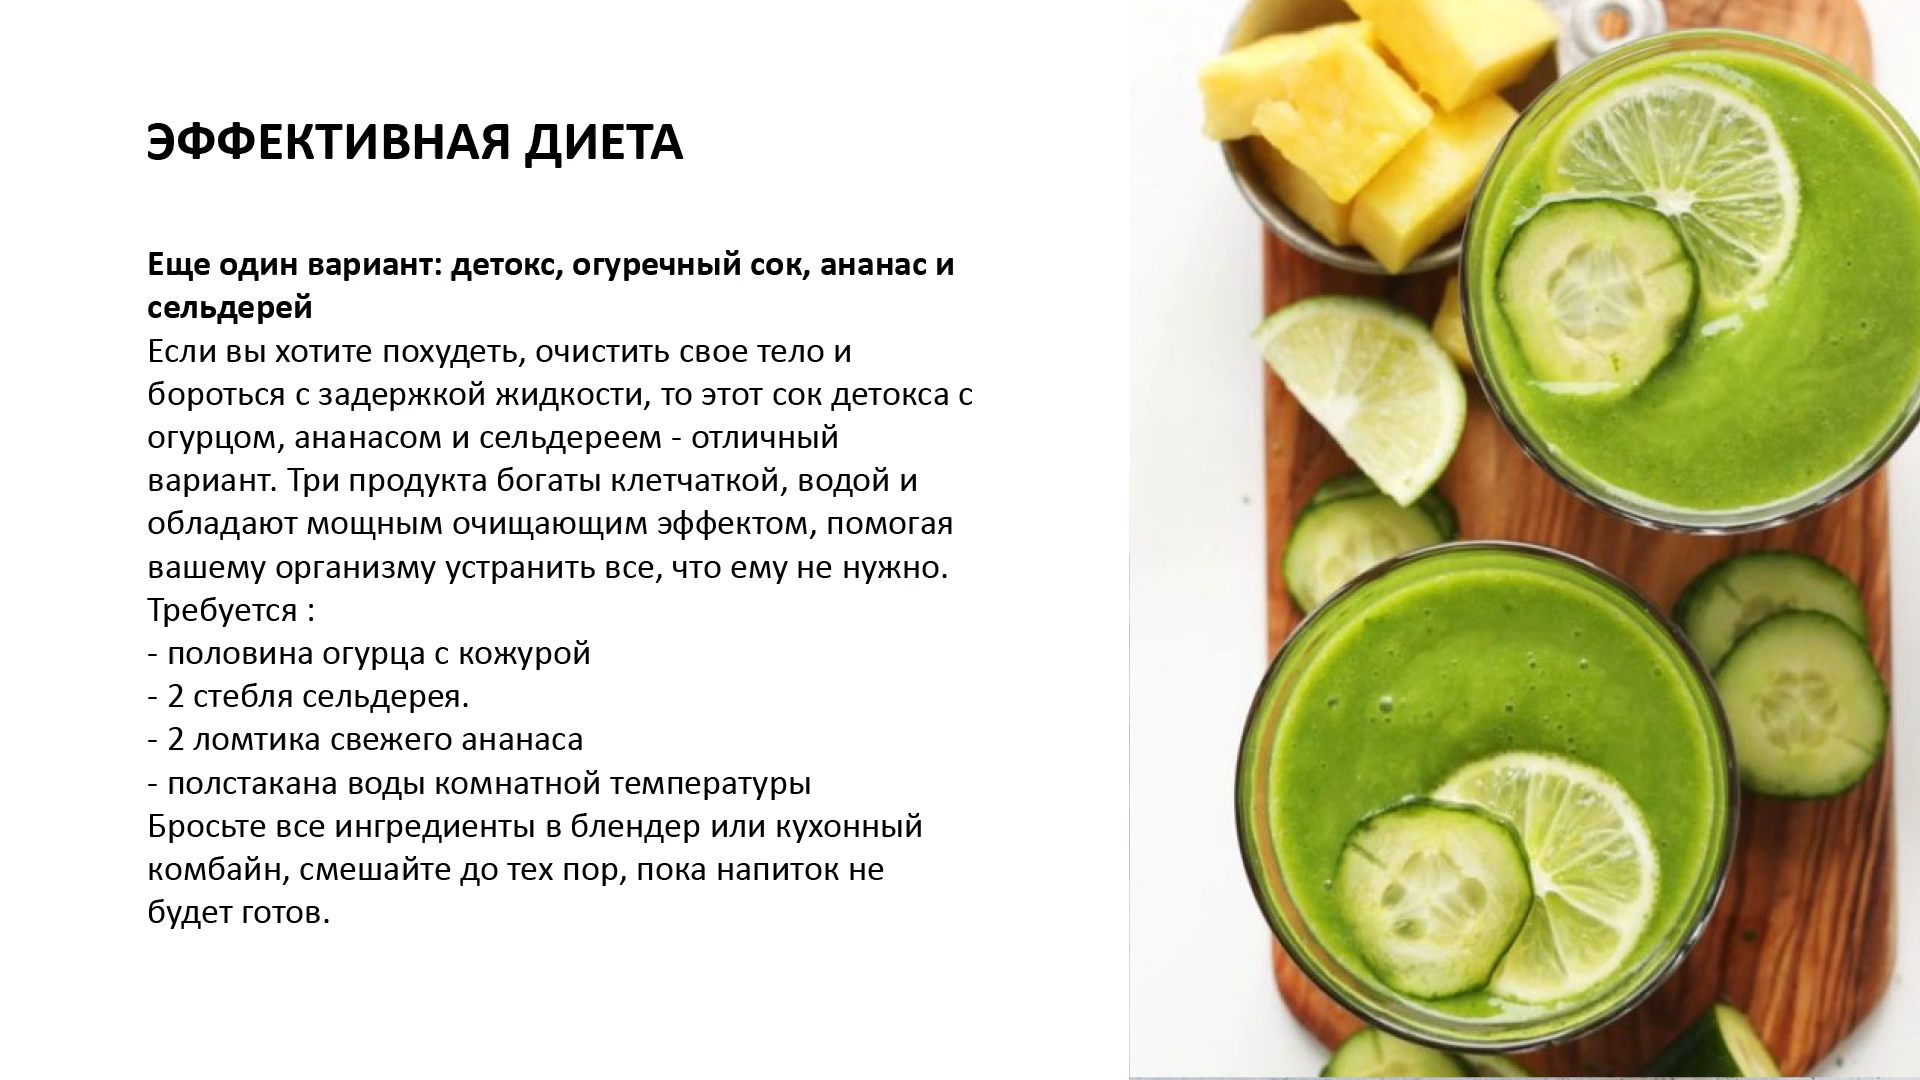 ЭФФЕКТИВНАЯ ДИЕТА
Еще один вариант: детокс, огуречный сок, ананас и
сельдерей
Если вы хотите похудеть, очистить свое тело и
бороться с задержкой жидкости, то этот сок детокса с
огурцом, ананасом и сельдереем - отличный
вариант. Три продукта богаты клетчаткой, водой и
обладают мощным очищающим эффектом, помогая
вашему организму устранить все, что ему не нужно.
Требуется :
- половина огурца с кожурой
- 2 стебля сельдерея.
- 2 ломтика свежего ананаса
- полстакана воды комнатной температуры
Бросьте все ингредиенты в блендер или кухонный
комбайн, смешайте до тех пор, пока напиток не
будет готов.